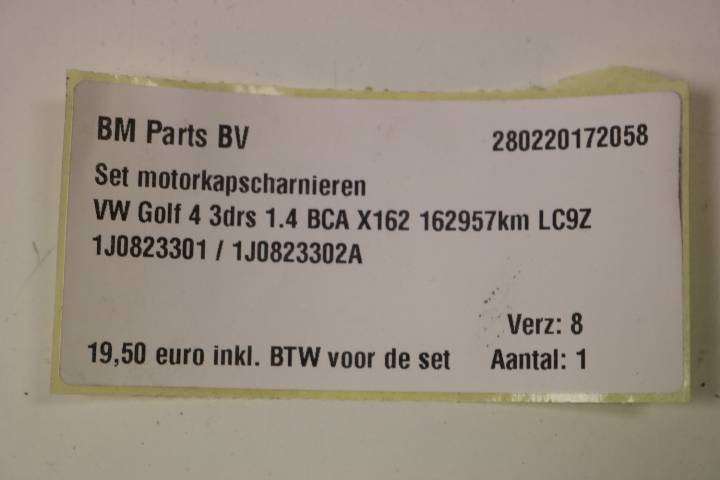 BM Parts BV 280220172058
Set motorkapscharnieren
VW Golf 4 3drs 1.4 BCA X162 162957km LC9Z
1J0823301 / 1J0823302A
Verz: 8
19,50 euro inkl. BTW voor de set Aantal: 1